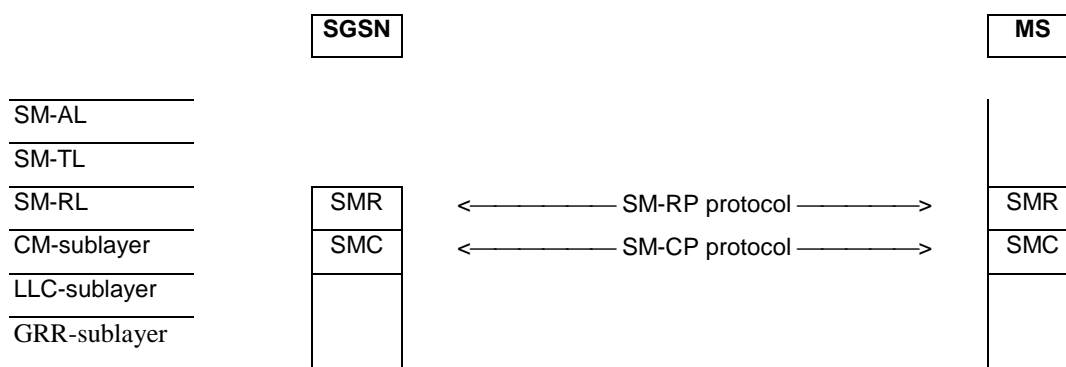 SGSN MS
SM-AL
SM-TL
SM-RL SMR <—————— SM-RP protocol ——————> SMR
CM-sublayer SMC <—————— SM-CP protocol ——————> SMC
LLC-sublayer
GRR-sublayer